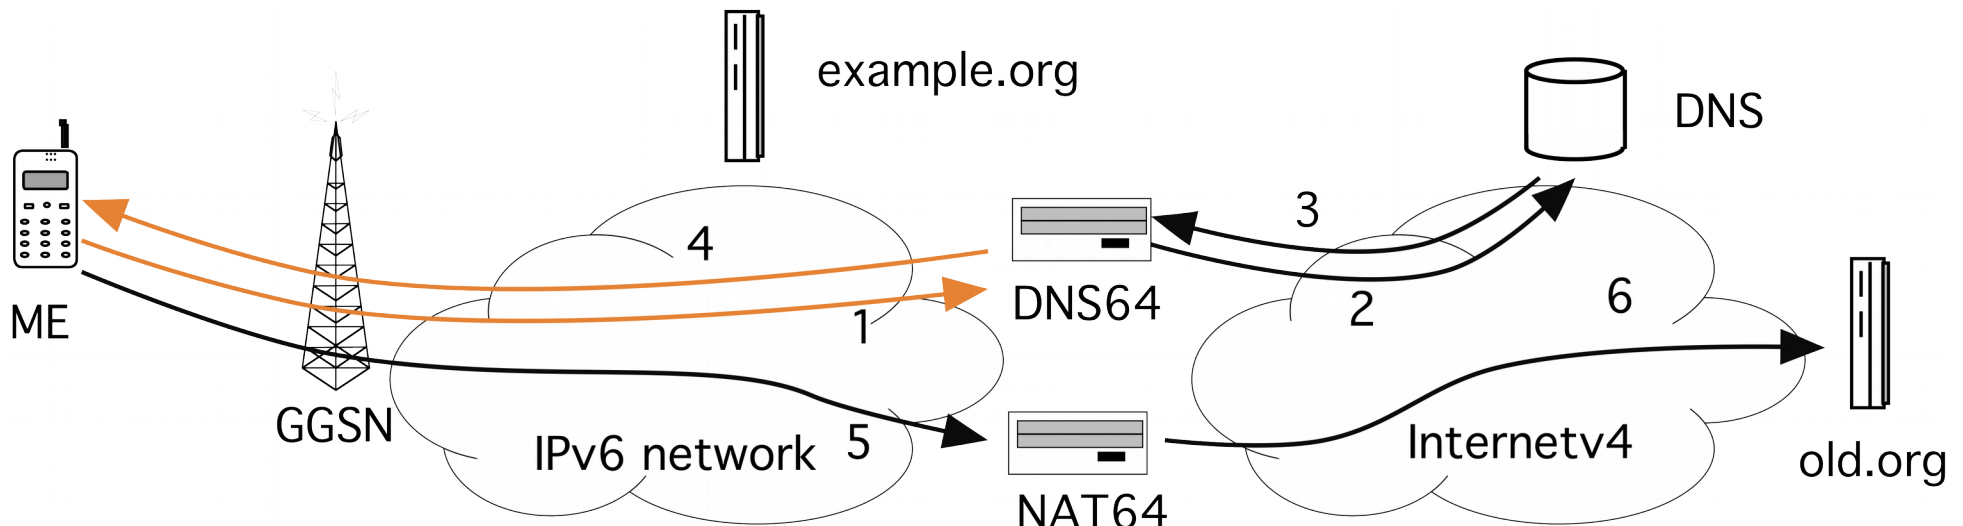 example.org
DNS
3
4
ME
DNS64
2
6
1
GGSN
IPv6 network
5
Internetv4
old.org
NAT64